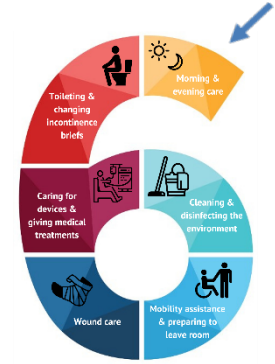 Morning &
evening care
Toileting &
changing
incontinence
briefs
Caring for
devices &
giving medical
treatments
Cleaning &
disinfecting the
environment
Wound care
Mobility assistance
& preparing to
leave room